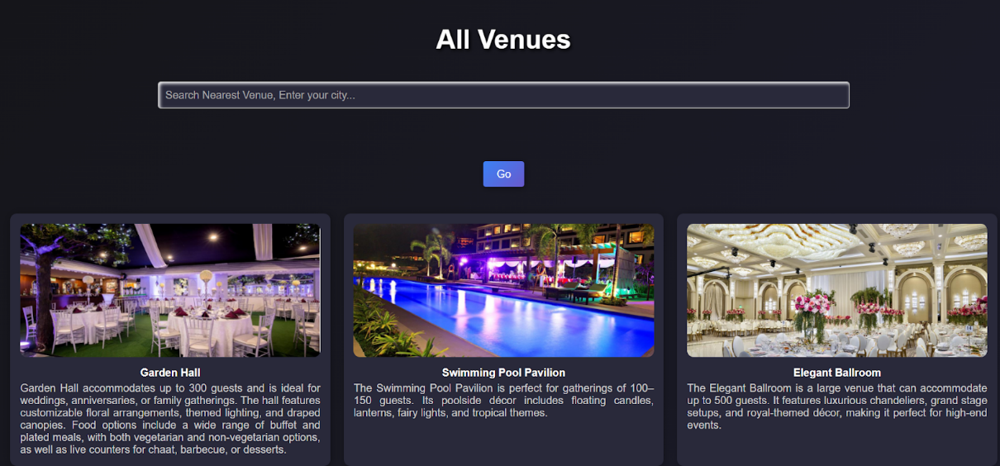 All Venues
Search Nearest Venue, Enter your city...
Go
Garden Hall
Garden Hall accommodates up to 300 guests and is ideal for
weddings, anniversaries, or family gatherings. The hall features
customizable floral arrangements, themed lighting, and draped
canopies. Food options include a wide range of buffet and
plated meals, with both vegetarian and non-vegetarian options,
as well as live counters for chaat, barbecue, or desserts.
Swimming Pool Pavilion
The Swimming Pool Pavilion is perfect for gatherings of 100–
150 guests. Its poolside décor includes floating candles,
lanterns, fairy lights, and tropical themes.
Elegant Ballroom
The Elegant Ballroom is a large venue that can accommodate
up to 500 guests. It features luxurious chandeliers, grand stage
setups, and royal-themed décor, making it perfect for high-end
events.